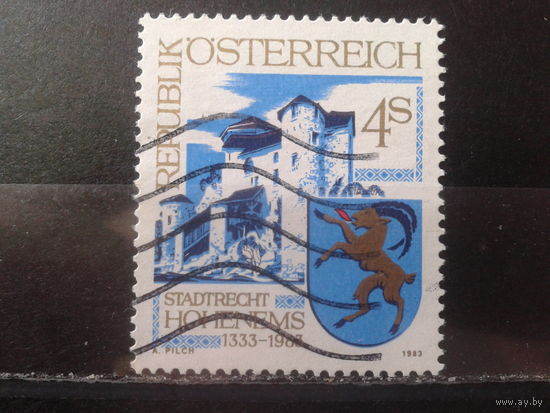 REPUBLIK ÖSTERREICH
4S
STADTRECHT
HOHENEMS
1333-1983
A. PILCH
1983
www.ay.by